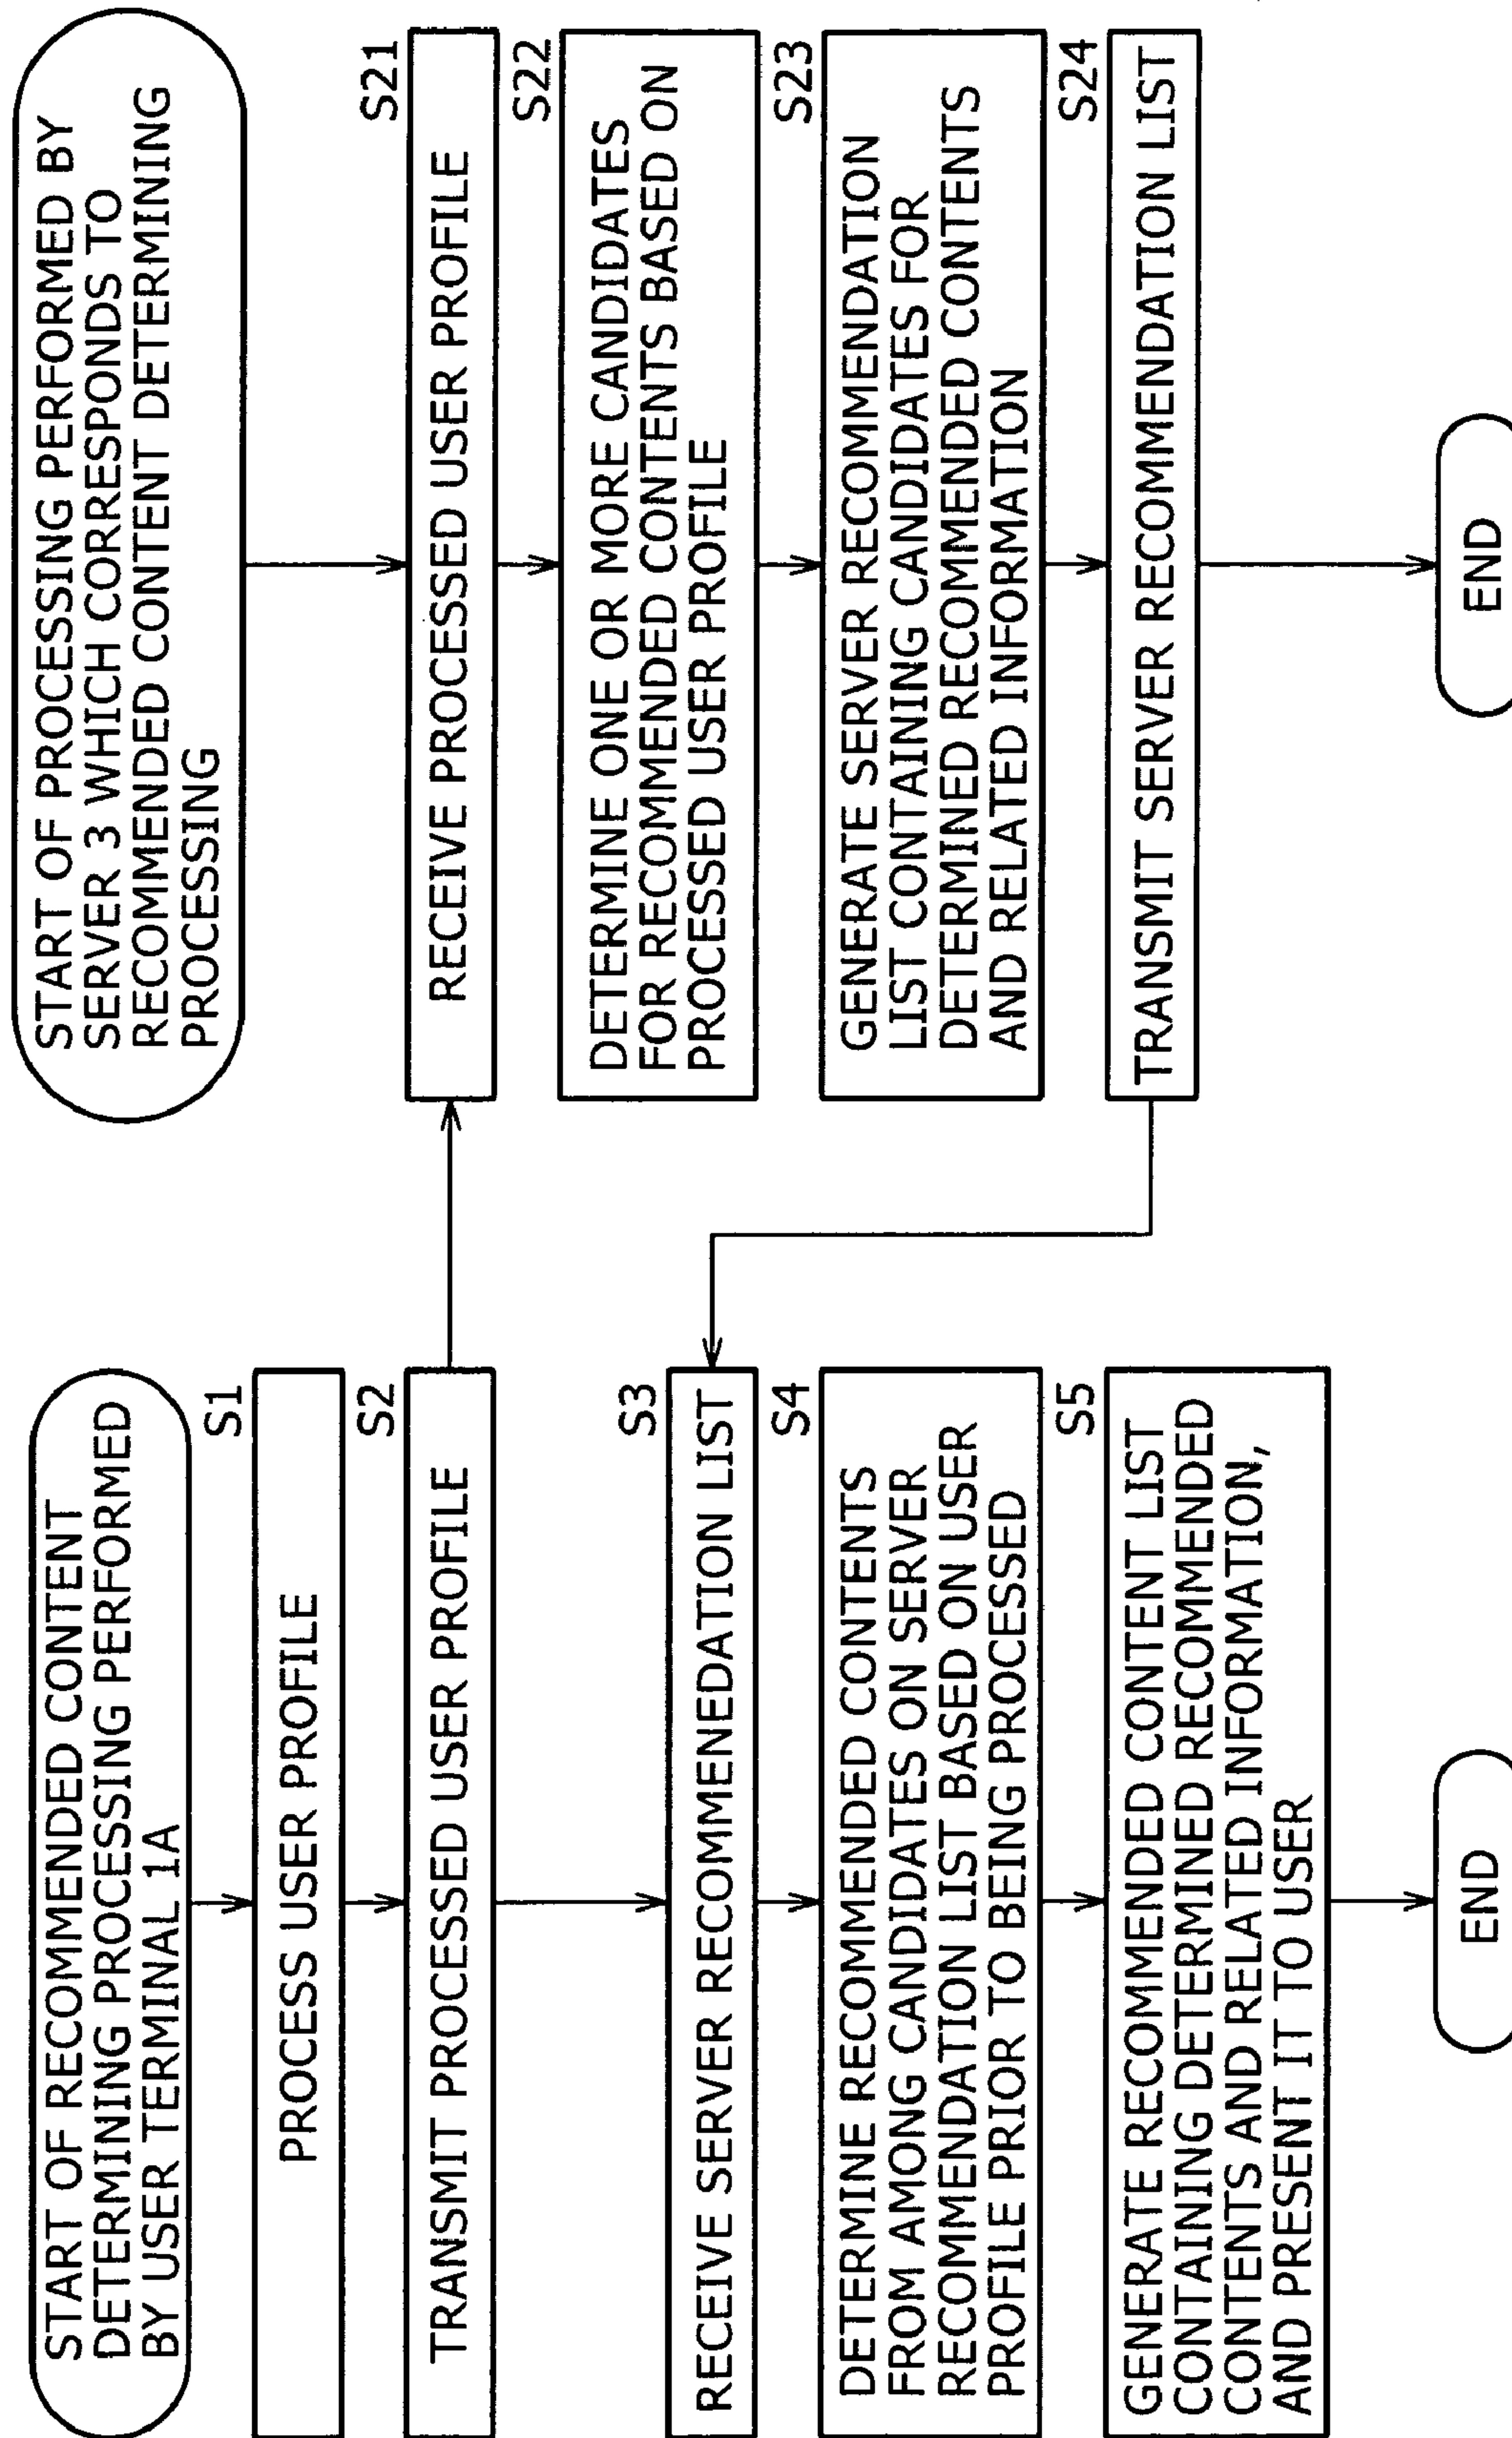 START OF RECOMMENDED CONTENT
DETERMINING PROCESSING PERFORMED
BY USER TERMINAL 1A
S1
PROCESS USER PROFILE
S2
TRANSMIT PROCESSED USER PROFILE
S3
RECEIVE SERVER RECOMMENEDATION LIST
S4
DETERMINE RECOMMENDED CONTENTS
FROM AMONG CANDIDATES ON SERVER
RECOMMENDATION LIST BASED ON USER
PROFILE PRIOR TO BEING PROCESSED
S5
GENERATE RECOMMENDED CONTENT LIST
CONTAINING DETERMINED RECOMMENDED
CONTENTS AND RELATED INFORMATION,
AND PRESENT IT TO USER
END
START OF PROCESSING PERFORMED BY
SERVER 3 WHICH CORRESPONDS TO
RECOMMENDED CONTENT DETERMINING
PROCESSING
S21
RECEIVE PROCESSED USER PROFILE
S22
DETERMINE ONE OR MORE CANDIDATES
FOR RECOMMENDED CONTENTS BASED ON
PROCESSED USER PROFILE
S23
GENERATE SERVER RECOMMENDATION
LIST CONTAINING CANDIDATES FOR
DETERMINED RECOMMENDED CONTENTS
AND RELATED INFORMATION
S24
TRANSMIT SERVER RECOMMENDATION LIST
END